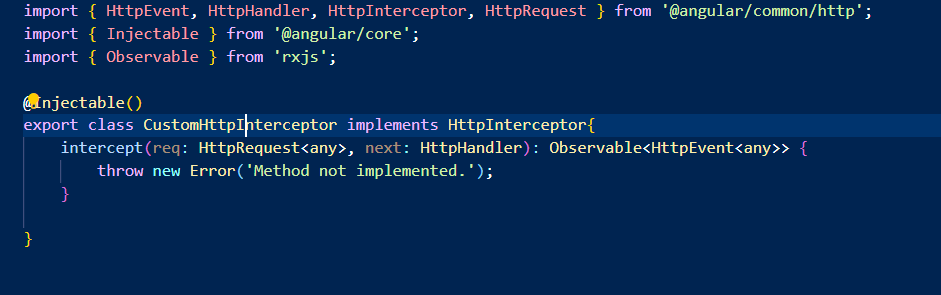 import { HttpEvent, HttpHandler, HttpInterceptor, HttpRequest } from '@angular/common/http';
import { Injectable } from '@angular/core';
import { Observable } from 'rxjs';
@Injectable()
export class CustomHttpInterceptor implements HttpInterceptor{
intercept(req: HttpRequest<any>, next: HttpHandler): Observable<HttpEvent<any>> {
throw new Error('Method not implemented.');
}
}